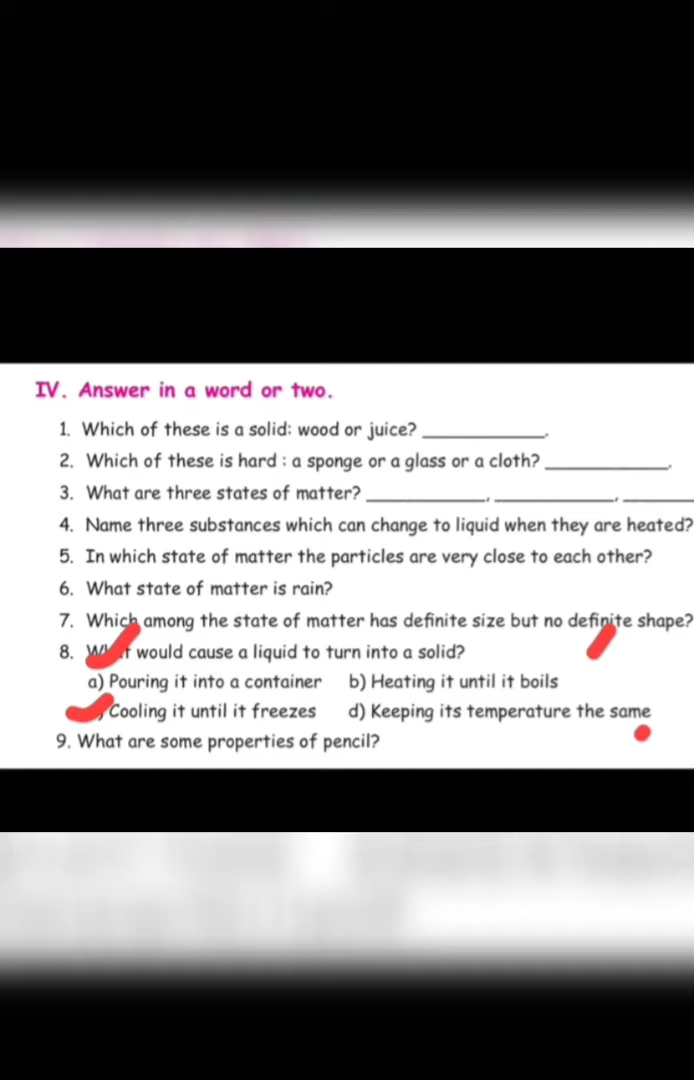 IV. Answer in a word or two.
1. Which of these is a solid: wood or juice? ____________.
2. Which of these is hard : a sponge or a glass or a cloth? ____________.
3. What are three states of matter? ____________, ____________, _______
4. Name three substances which can change to liquid when they are heated?
5. In which state of matter the particles are very close to each other?
6. What state of matter is rain?
7. Which among the state of matter has definite size but no definite shape?
8. would cause a liquid to turn into a solid?
a) Pouring it into a container b) Heating it until it boils
Cooling it until it freezes d) Keeping its temperature the same
9. What are some properties of pencil?